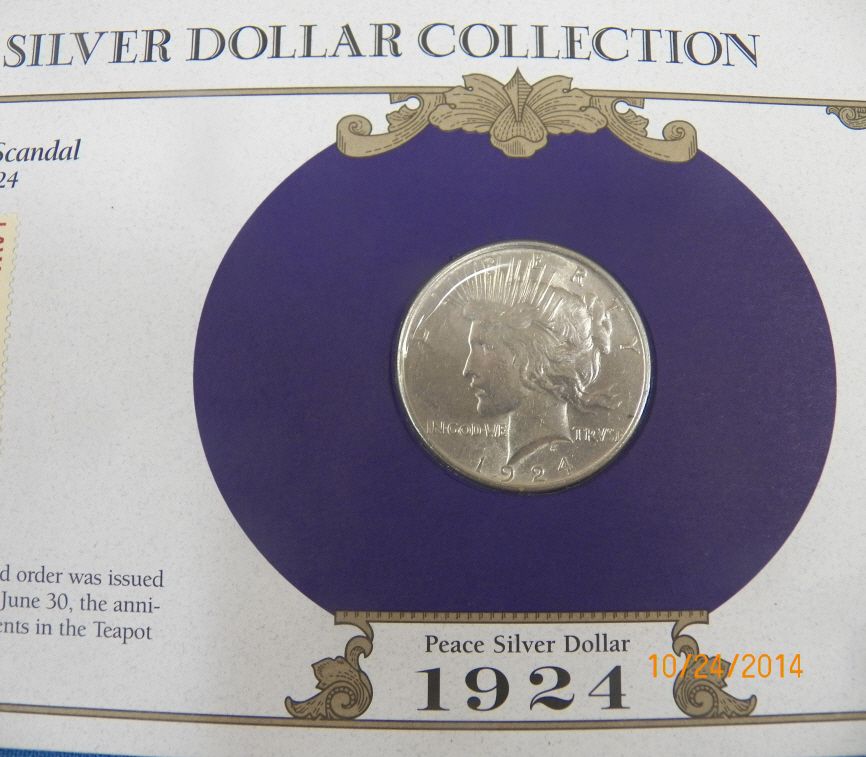 SILVER DOLLAR COLLECTION
Scandal
24
LIBERTY
IN GOD WE TRVST
1924
d order was issued
June 30, the anni-
ents in the Teapot
Peace Silver Dollar
1924
10/24/2014